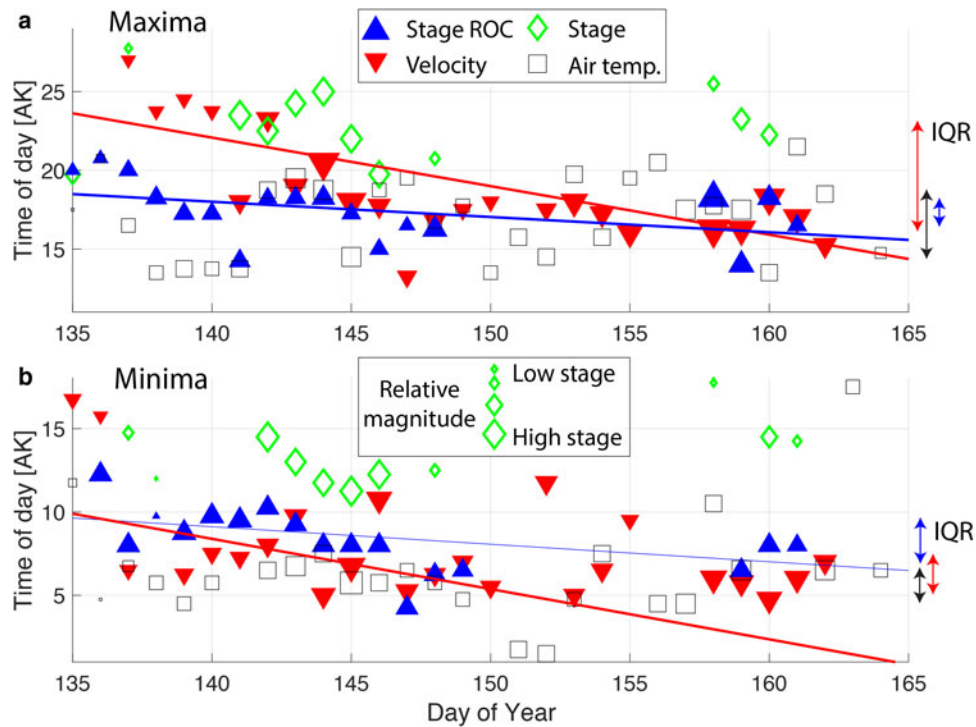 a Maxima
Stage ROC Stage
Velocity Air temp.
Time of day [AK]
25
20
15
IQR
135 140 145 150 155 160 165
b Minima
Relative magnitude
Low stage
High stage
Time of day [AK]
15
10
5
IQR
135 140 145 150 155 160 165
Day of Year